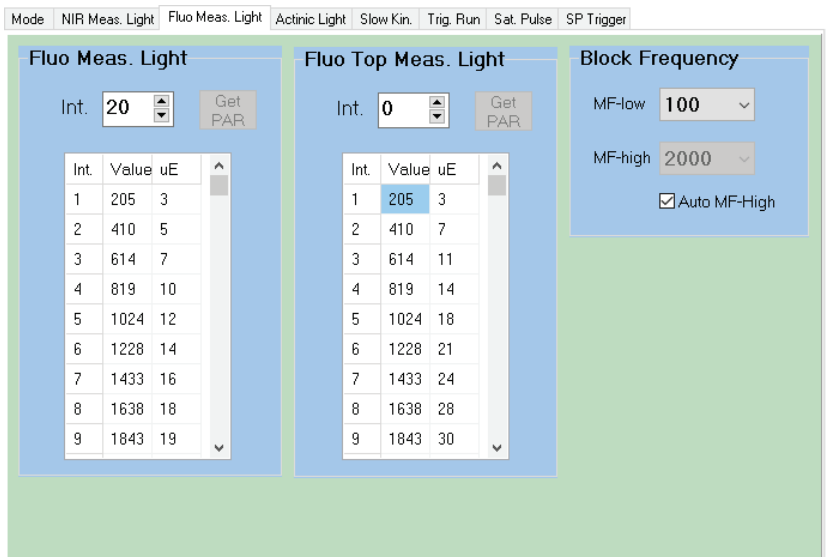 Mode NIR Meas. Light Fluo Meas. Light Actinic Light Slow Kin. Trig. Run Sat. Pulse SP Trigger
Fluo Meas. Light
Int. 20 Get PAR
Int. Value uE
1 205 3
2 410 5
3 614 7
4 819 10
5 1024 12
6 1228 14
7 1433 16
8 1638 18
9 1843 19
Fluo Top Meas. Light
Int. 0 Get PAR
Int. Value uE
1 205 3
2 410 7
3 614 11
4 819 14
5 1024 18
6 1228 21
7 1433 24
8 1638 28
9 1843 30
Block Frequency
MF-low 100
MF-high 2000
Auto MF-High